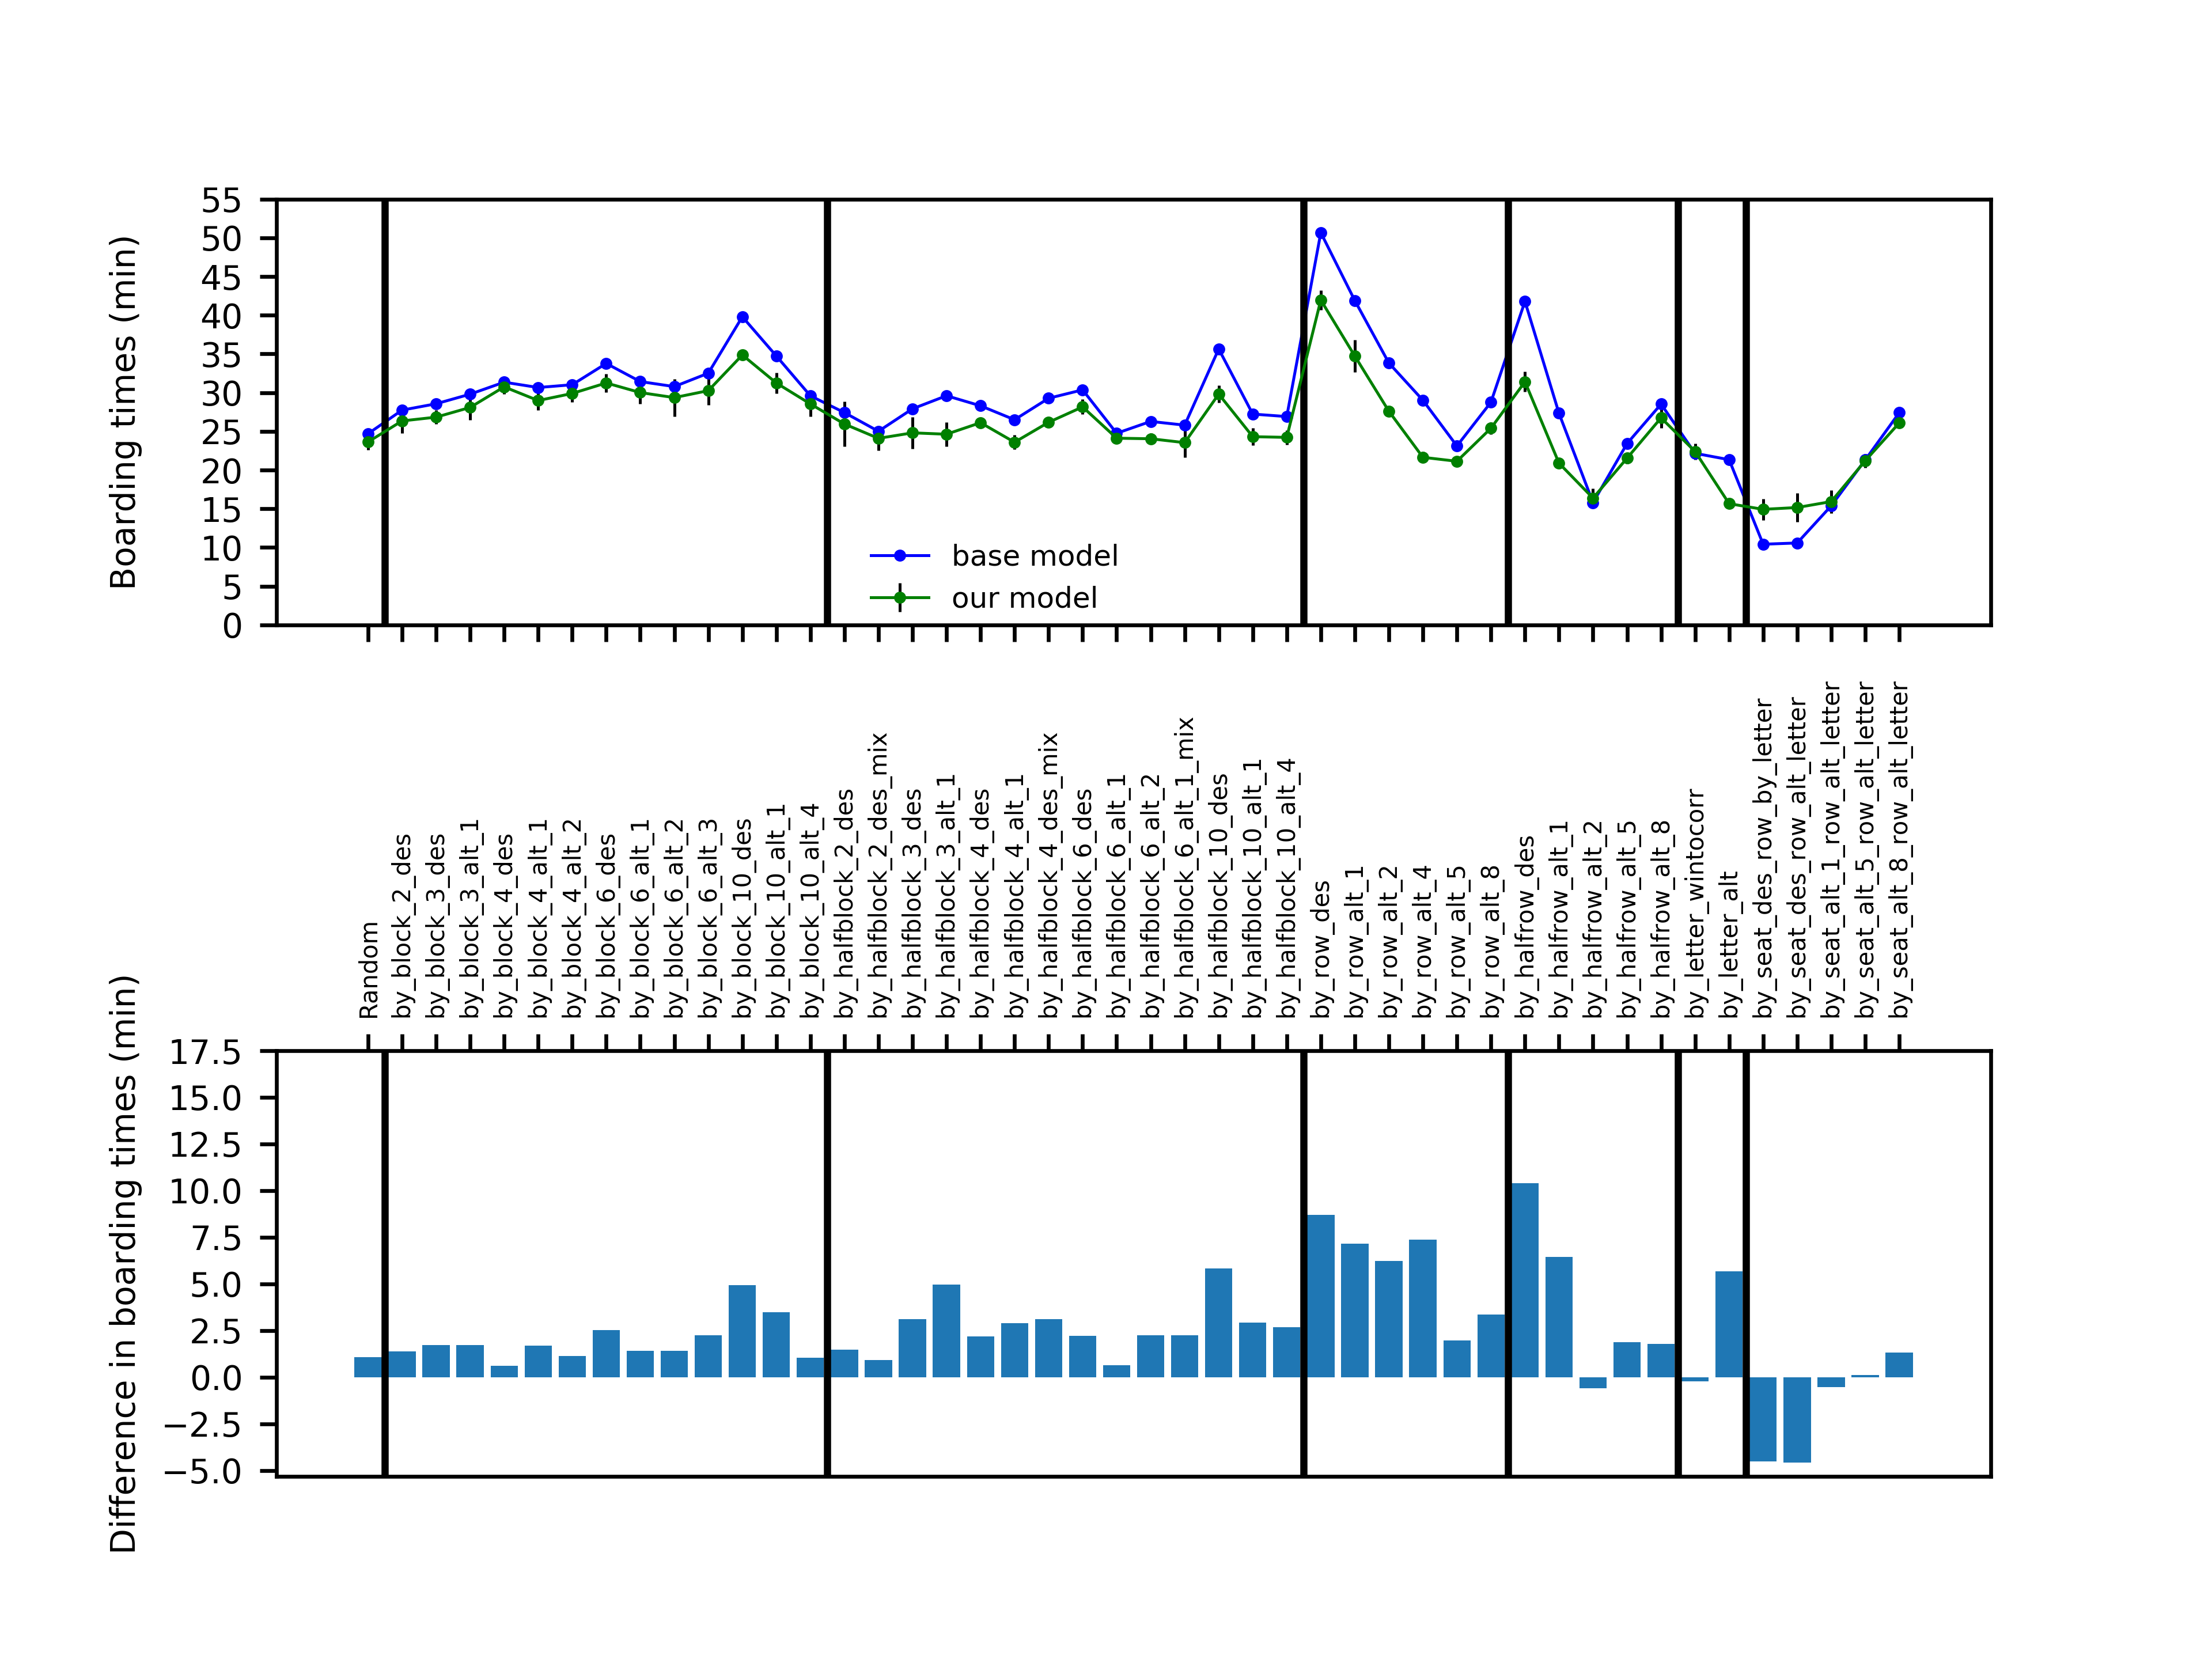 55
50
45
40
35
30
25
20
15
10
5
0
Boarding times (min)
base model
our model
Random
by_block_2_des
by_block_3_des
by_block_3_alt_1
by_block_4_des
by_block_4_alt_1
by_block_4_alt_2
by_block_6_des
by_block_6_alt_1
by_block_6_alt_2
by_block_6_alt_3
by_block_10_des
by_block_10_alt_1
by_block_10_alt_4
by_halfblock_2_des
by_halfblock_2_des_mix
by_halfblock_3_des
by_halfblock_3_alt_1
by_halfblock_4_des
by_halfblock_4_alt_1
by_halfblock_4_des_mix
by_halfblock_6_des
by_halfblock_6_alt_1
by_halfblock_6_alt_2
by_halfblock_6_alt_1_mix
by_halfblock_10_des
by_halfblock_10_alt_1
by_halfblock_10_alt_4
by_row_des
by_row_alt_1
by_row_alt_2
by_row_alt_4
by_row_alt_5
by_row_alt_8
by_halfrow_des
by_halfrow_alt_1
by_halfrow_alt_2
by_halfrow_alt_5
by_halfrow_alt_8
by_letter_wintocorr
by_letter_alt
by_seat_des_row_by_letter
by_seat_des_row_alt_letter
by_seat_alt_1_row_alt_letter
by_seat_alt_5_row_alt_letter
by_seat_alt_8_row_alt_letter
17.5
15.0
12.5
10.0
7.5
5.0
2.5
0.0
−2.5
−5.0
Difference in boarding times (min)